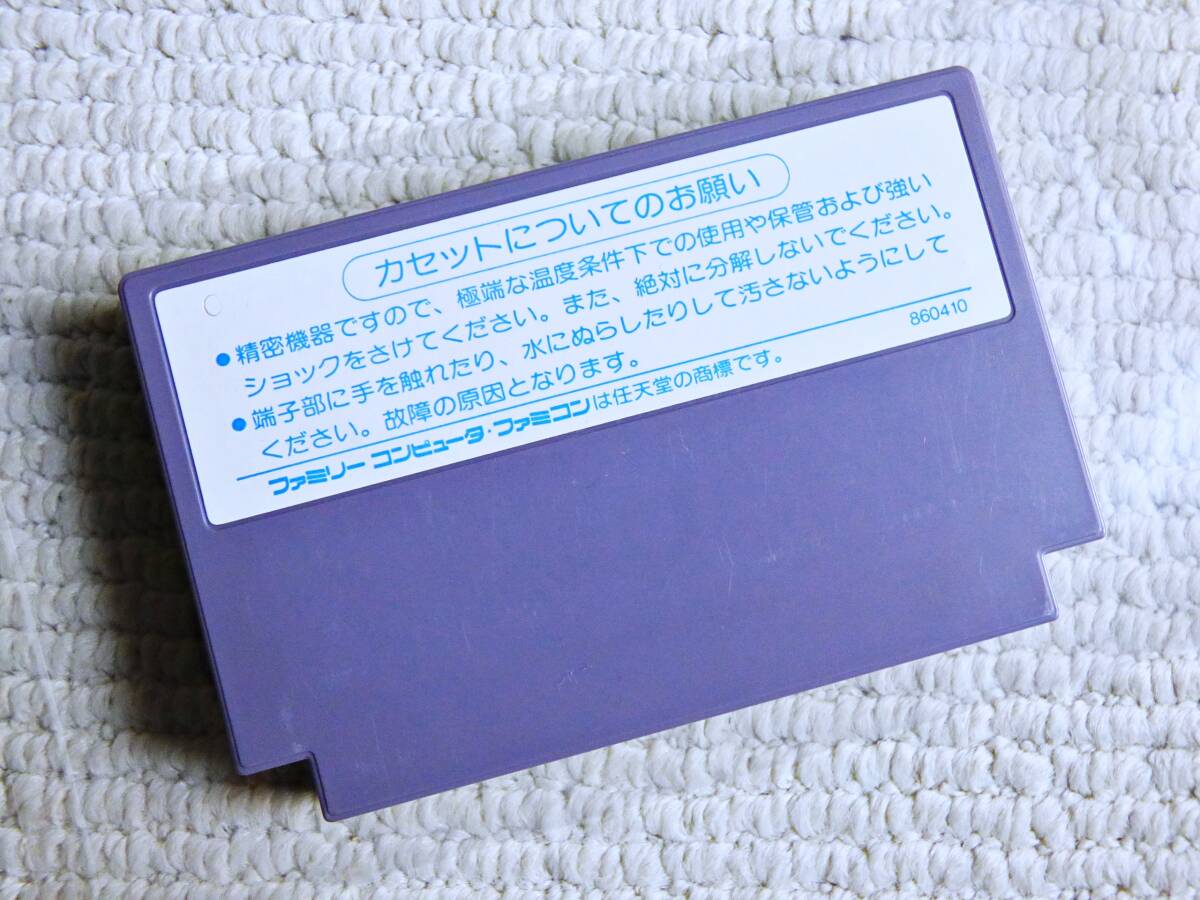 カセットについてのお願い
●精密機器ですので、極端な温度条件下での使用や保管および強い
ショックをさけてください。また、絶対に分解しないでください。
●端子部に手を触れたり、水にぬらしたりして汚さないようにして
ください。故障の原因となります。
860410
ファミリーコンピュータ・ファミコンは任天堂の商標です。